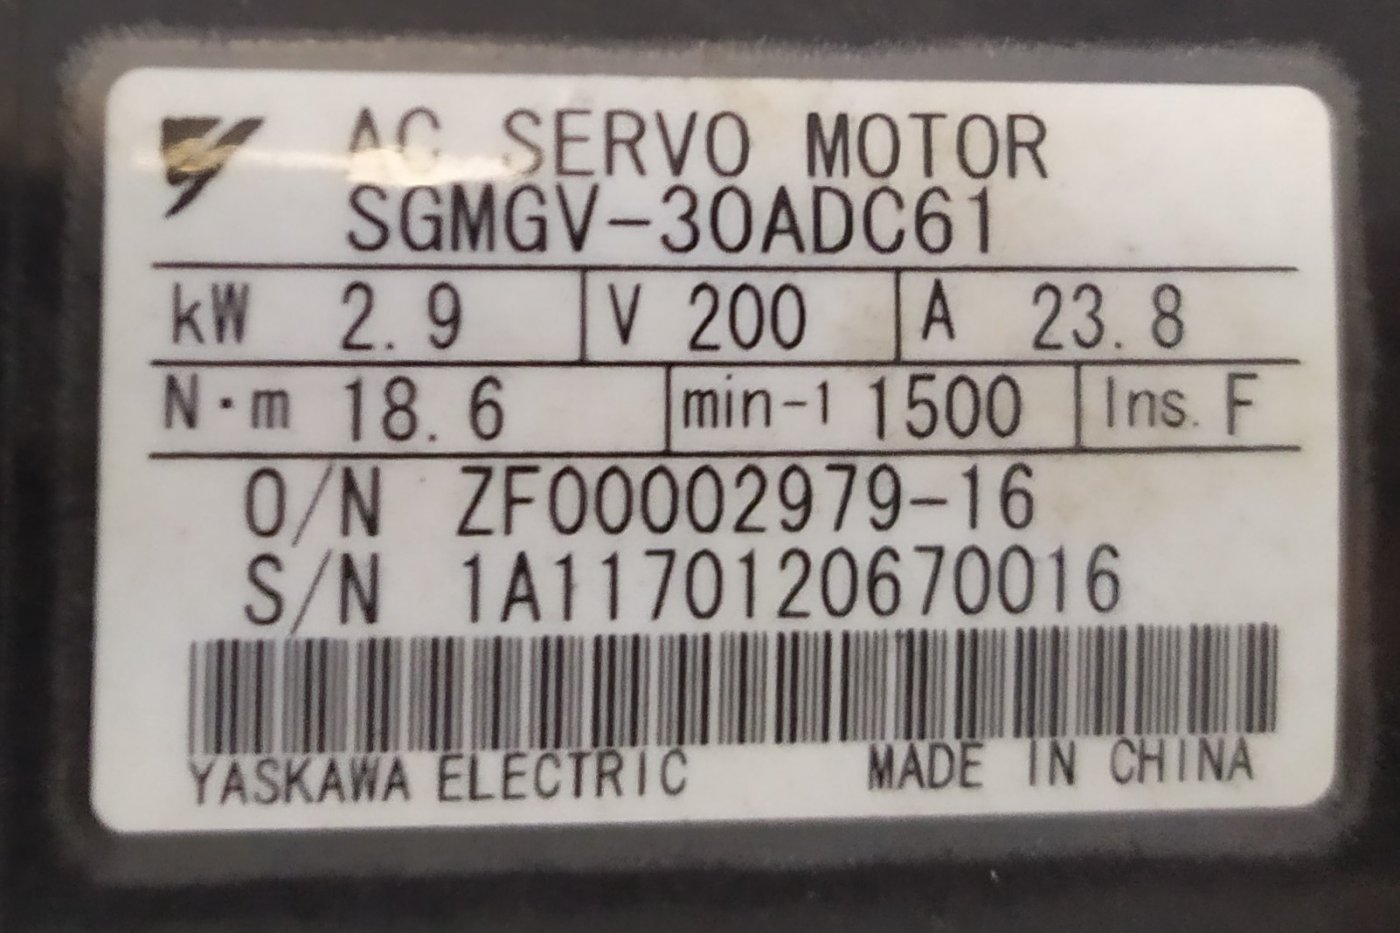 AC SERVO MOTOR
SGMGV-30ADC61
kW 2.9 V 200 A 23.8
N·m 18.6 min-1 1500 Ins. F
O/N ZF00002979-16
S/N 1A1170120670016
YASKAWA ELECTRIC MADE IN CHINA